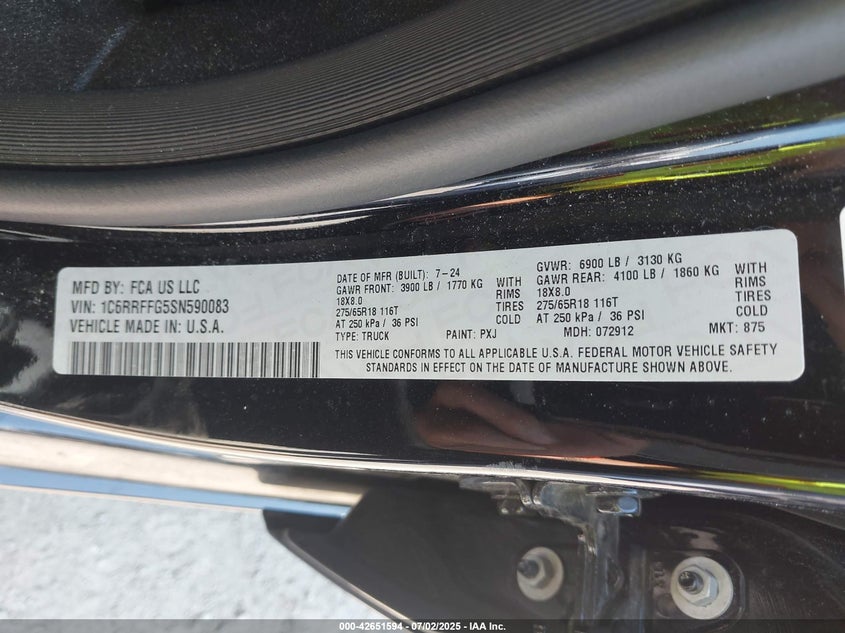 MFD BY: FCA US LLC
VIN: 1C6RRFFG5SN590083
VEHICLE MADE IN: U.S.A.
DATE OF MFR (BUILT): 7-24
GAWR FRONT: 3900 LB / 1770 KG WITH
18X8.0 RIMS
275/65R18 116T TIRES
AT 250 kPa / 36 PSI COLD
TYPE: TRUCK PAINT: PXJ
GVWR: 6900 LB / 3130 KG
GAWR REAR: 4100 LB / 1860 KG WITH
18X8.0 RIMS
275/65R18 116T TIRES
AT 250 kPa / 36 PSI COLD
MDH: 072912 MKT: 875
THIS VEHICLE CONFORMS TO ALL APPLICABLE U.S.A. FEDERAL MOTOR VEHICLE SAFETY
STANDARDS IN EFFECT ON THE DATE OF MANUFACTURE SHOWN ABOVE.
000-42651594 - 07/02/2025 - IAA Inc.